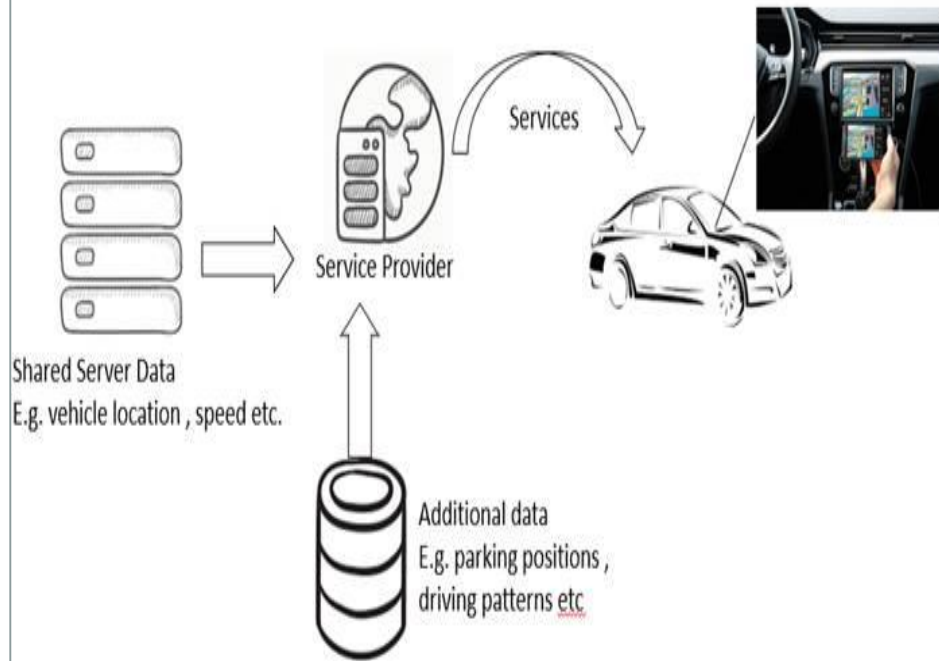 Services
Service Provider
Shared Server Data
E.g. vehicle location , speed etc.
Additional data
E.g. parking positions ,
driving patterns etc